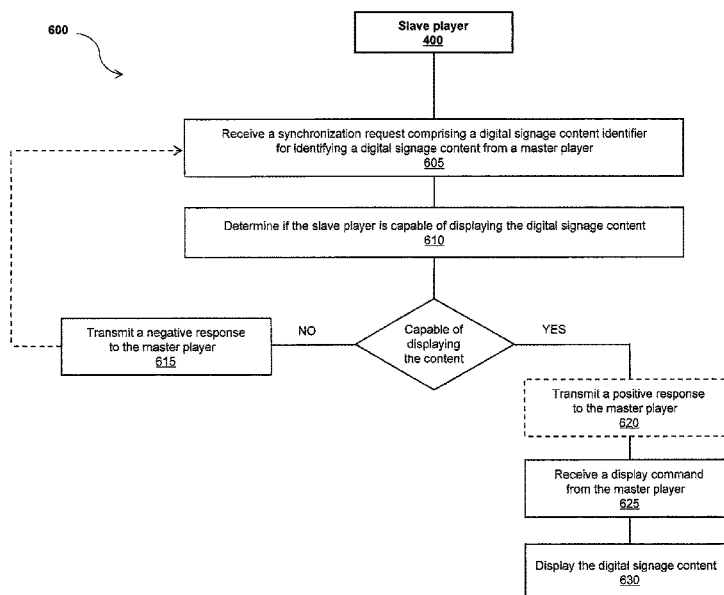 600
Slave player
400
Receive a synchronization request comprising a digital signage content identifier
for identifying a digital signage content from a master player
605
Determine if the slave player is capable of displaying the digital signage content
610
Capable of
displaying
the content
NO
YES
Transmit a negative response
to the master player
615
Transmit a positive response
to the master player
620
Receive a display command
from the master player
625
Display the digital signage content
630